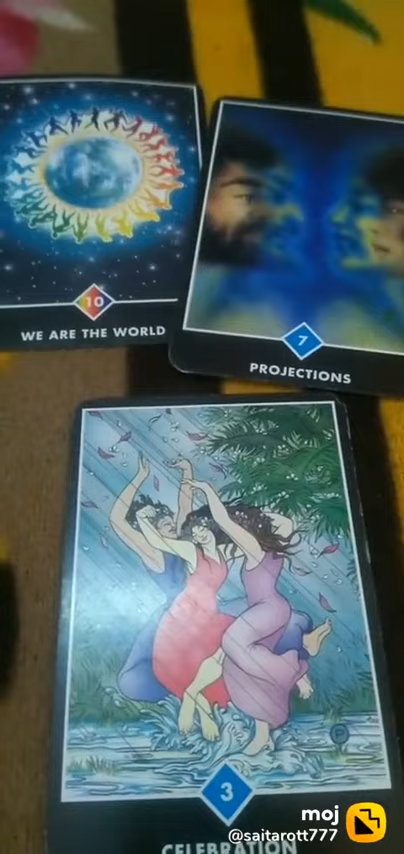 10
WE ARE THE WORLD
7
PROJECTIONS
3
CELEBRATION
moj
@saitarott777